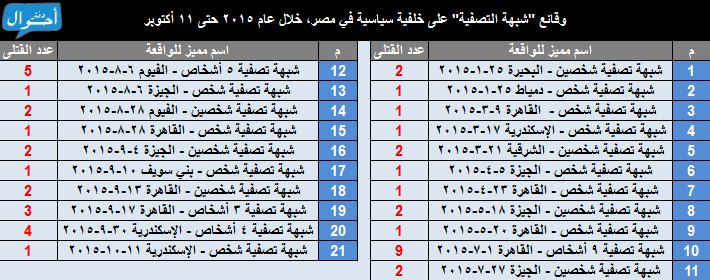 دفتر أحوال
وقائع "شبهة التصفية" على خلفية سياسية في مصر، خلال عام ٢٠١٥ حتى ١١ أكتوبر
م اسم مميز للواقعة عدد القتلى
1 شبهة تصفية شخصين - البحيرة ٢٥-١-٢٠١٥ 2
2 شبهة تصفية شخص - دمياط ٢٥-١-٢٠١٥ 1
3 شبهة تصفية شخص - القاهرة ٩-٣-٢٠١٥ 1
4 شبهة تصفية شخص - الإسكندرية ١٧-٣-٢٠١٥ 1
5 شبهة تصفية شخصين - الشرقية ٢١-٣-٢٠١٥ 2
6 شبهة تصفية شخص - الجيزة ٥-٤-٢٠١٥ 1
7 شبهة تصفية شخص - القاهرة ٢٣-٤-٢٠١٥ 1
8 شبهة تصفية شخصين - الجيزة ١٨-٥-٢٠١٥ 2
9 شبهة تصفية شخص - القاهرة ٢٠-٥-٢٠١٥ 1
10 شبهة تصفية ٩ أشخاص - القاهرة ١-٧-٢٠١٥ 9
11 شبهة تصفية شخصين - الجيزة ٢٧-٧-٢٠١٥ 2
م اسم مميز للواقعة عدد القتلى
12 شبهة تصفية ٥ أشخاص - الفيوم ٦-٨-٢٠١٥ 5
13 شبهة تصفية شخص - الجيزة ٦-٨-٢٠١٥ 1
14 شبهة تصفية شخصين - الفيوم ٢٨-٨-٢٠١٥ 2
15 شبهة تصفية شخص - القاهرة ٢٨-٨-٢٠١٥ 1
16 شبهة تصفية شخصين - الجيزة ٤-٩-٢٠١٥ 2
17 شبهة تصفية شخص - بني سويف ١٠-٩-٢٠١٥ 1
18 شبهة تصفية شخصين - القاهرة ١٣-٩-٢٠١٥ 2
19 شبهة تصفية ٣ أشخاص - القاهرة ١٧-٩-٢٠١٥ 3
20 شبهة تصفية ٤ أشخاص - الإسكندرية ٣٠-٩-٢٠١٥ 4
21 شبهة تصفية شخص - الإسكندرية ١١-١٠-٢٠١٥ 1